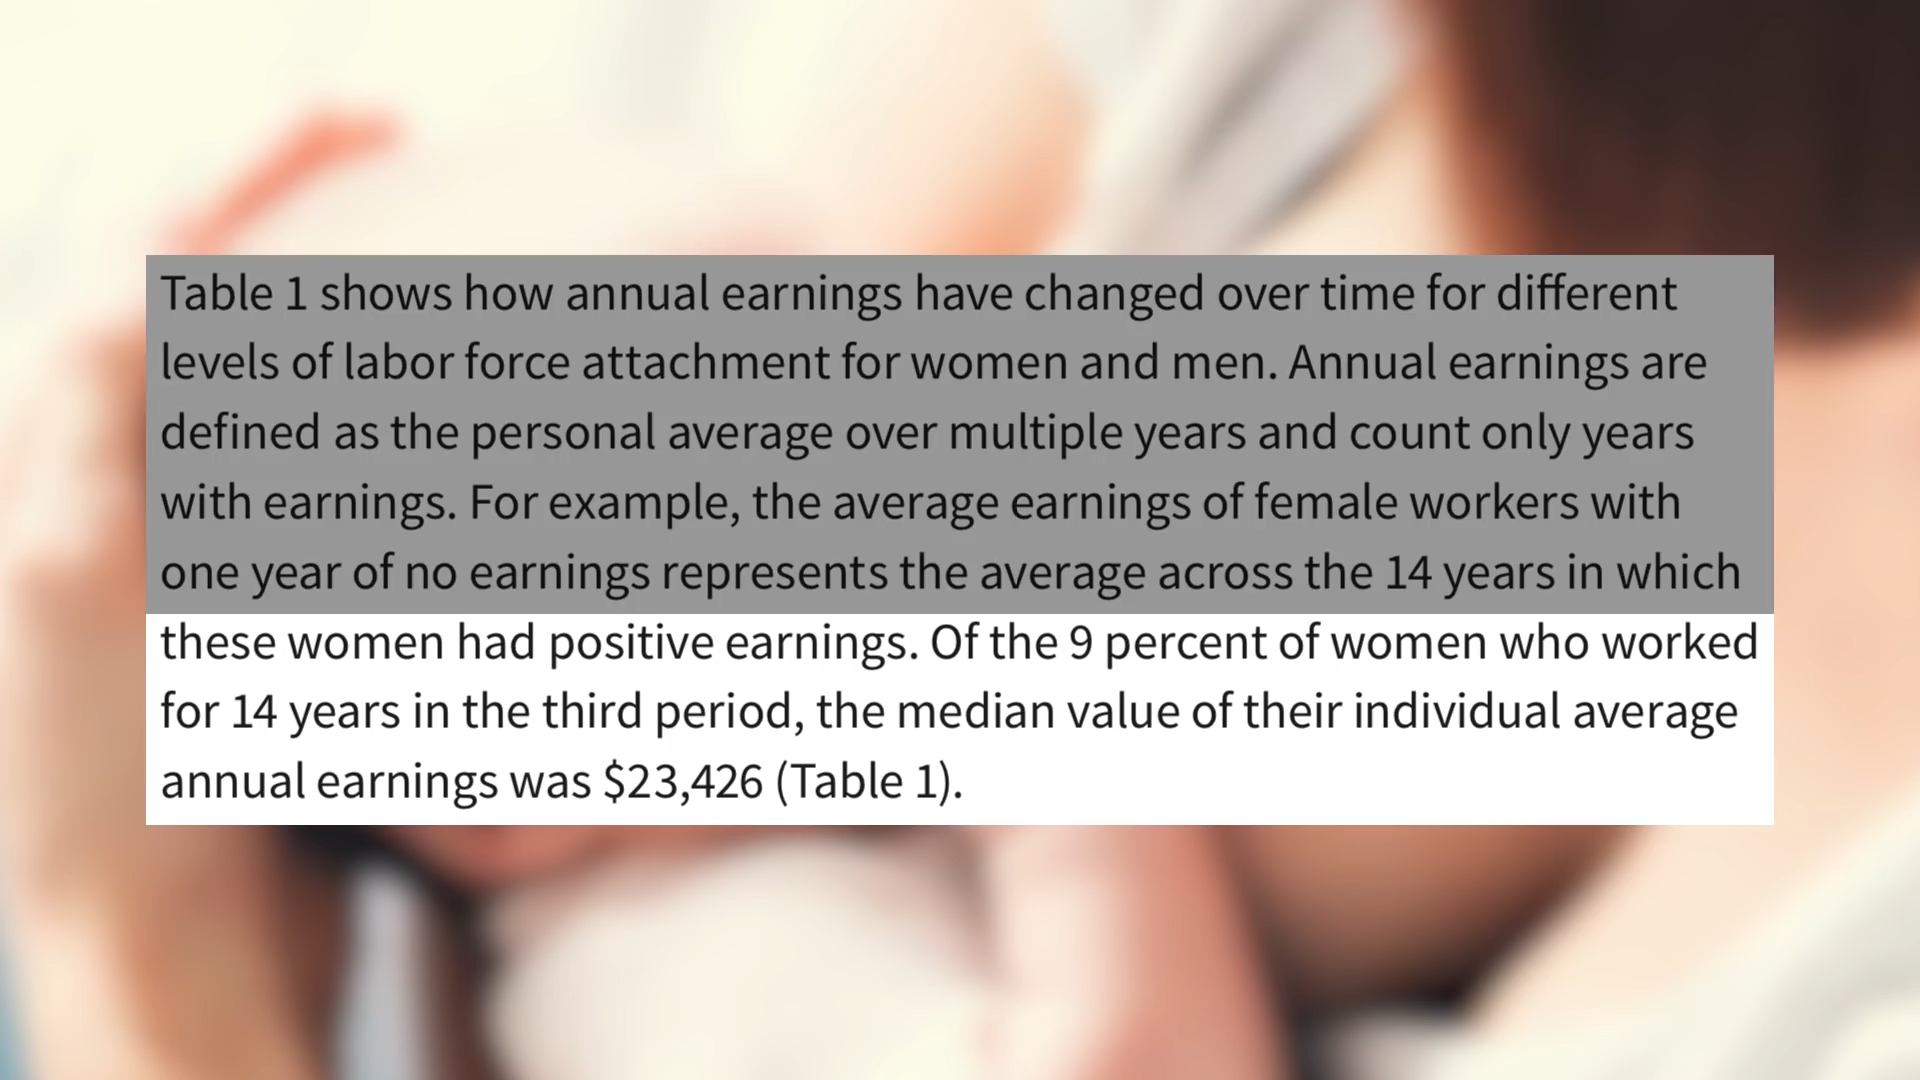 Table 1 shows how annual earnings have changed over time for different
levels of labor force attachment for women and men. Annual earnings are
defined as the personal average over multiple years and count only years
with earnings. For example, the average earnings of female workers with
one year of no earnings represents the average across the 14 years in which
these women had positive earnings. Of the 9 percent of women who worked
for 14 years in the third period, the median value of their individual average
annual earnings was $23,426 (Table 1).